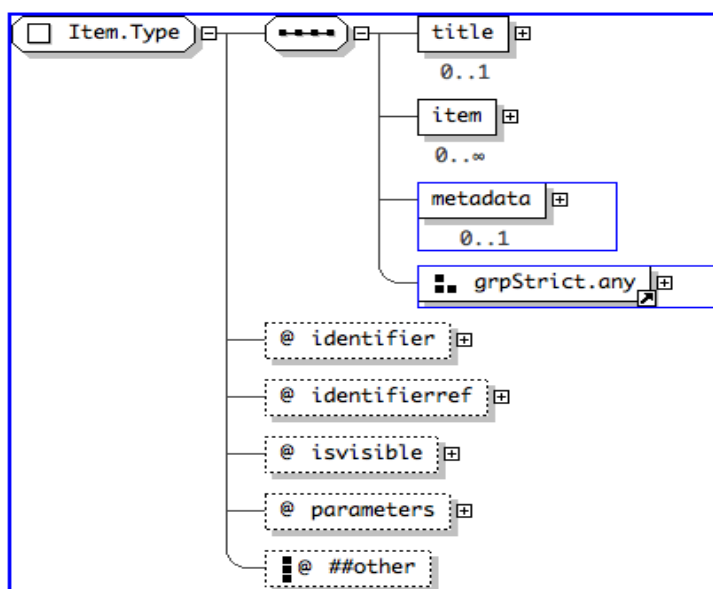 Item.Type
title
0..1
item
0..∞
metadata
0..1
grpStrict.any
@ identifier
@ identifierref
@ isvisible
@ parameters
@ ##other